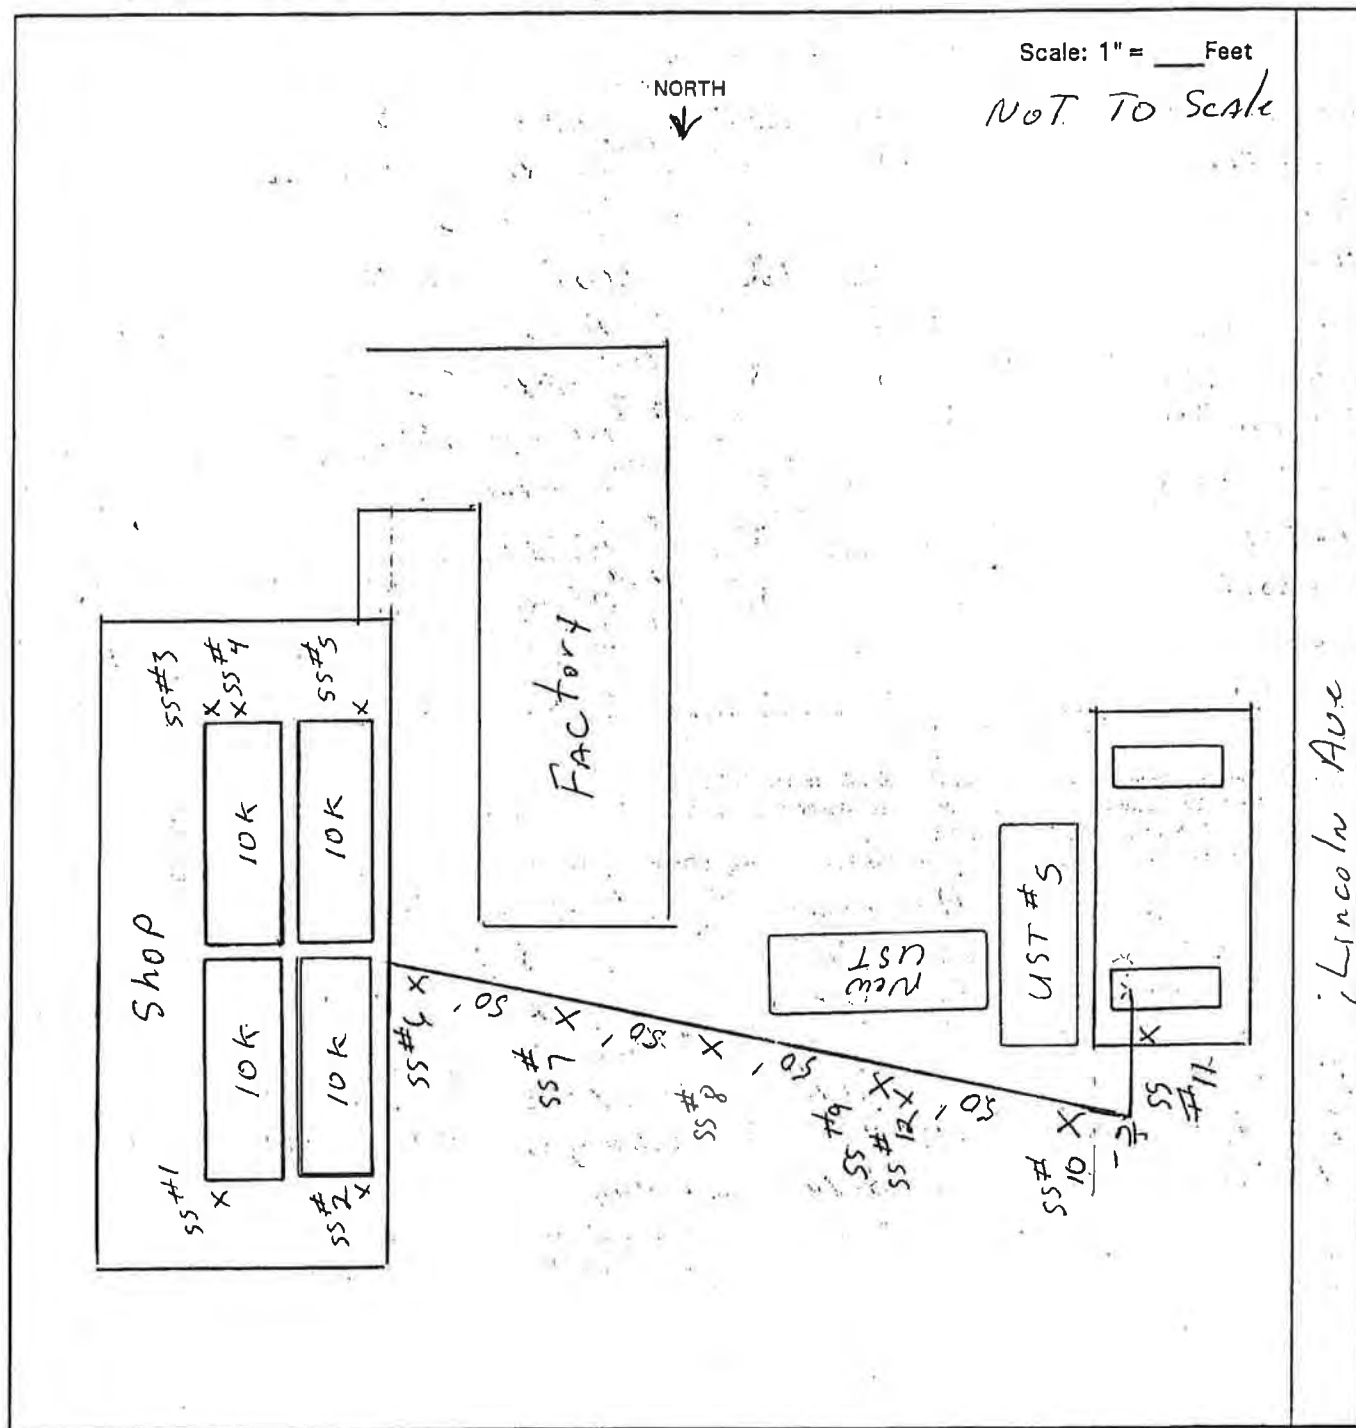 Scale: 1" = ___ Feet
NOT TO SCAlE
NORTH
SS#3
SS#4
SS#5
x
x
x
FACTory
10K
10K
Shop
10K
10K
SS#1
x
SS#2
x
UST #5
New
UST
Lincoln Ave
SS#6
X
50'
SS#7
X
50'
SS#8
X
50'
SS#9
X
SS#12
X
50'
SS#10
X
SS#11
X